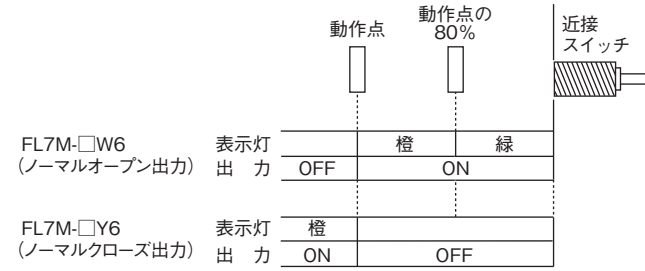 動作点
動作点の
80%
近接
スイッチ
FL7M-□W6
(ノーマルオープン出力)
表示灯 橙 緑
出 力 OFF ON
FL7M-□Y6
(ノーマルクローズ出力)
表示灯 橙
出 力 ON OFF